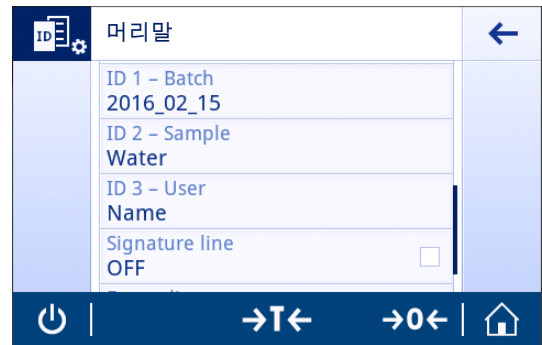 ID
머리말
ID 1 – Batch
2016_02_15
ID 2 – Sample
Water
ID 3 – User
Name
Signature line
OFF
→T←
→0←